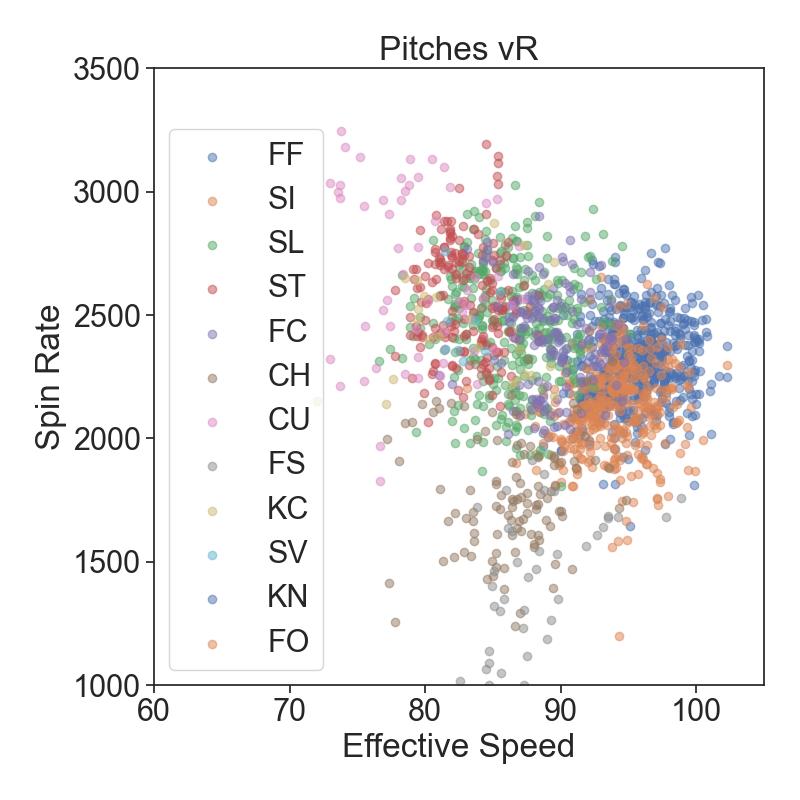 Pitches vR
3500
3000
2500
2000
1500
1000
Spin Rate
FF
SI
SL
ST
FC
CH
CU
FS
KC
SV
KN
FO
60
70
80
90
100
Effective Speed